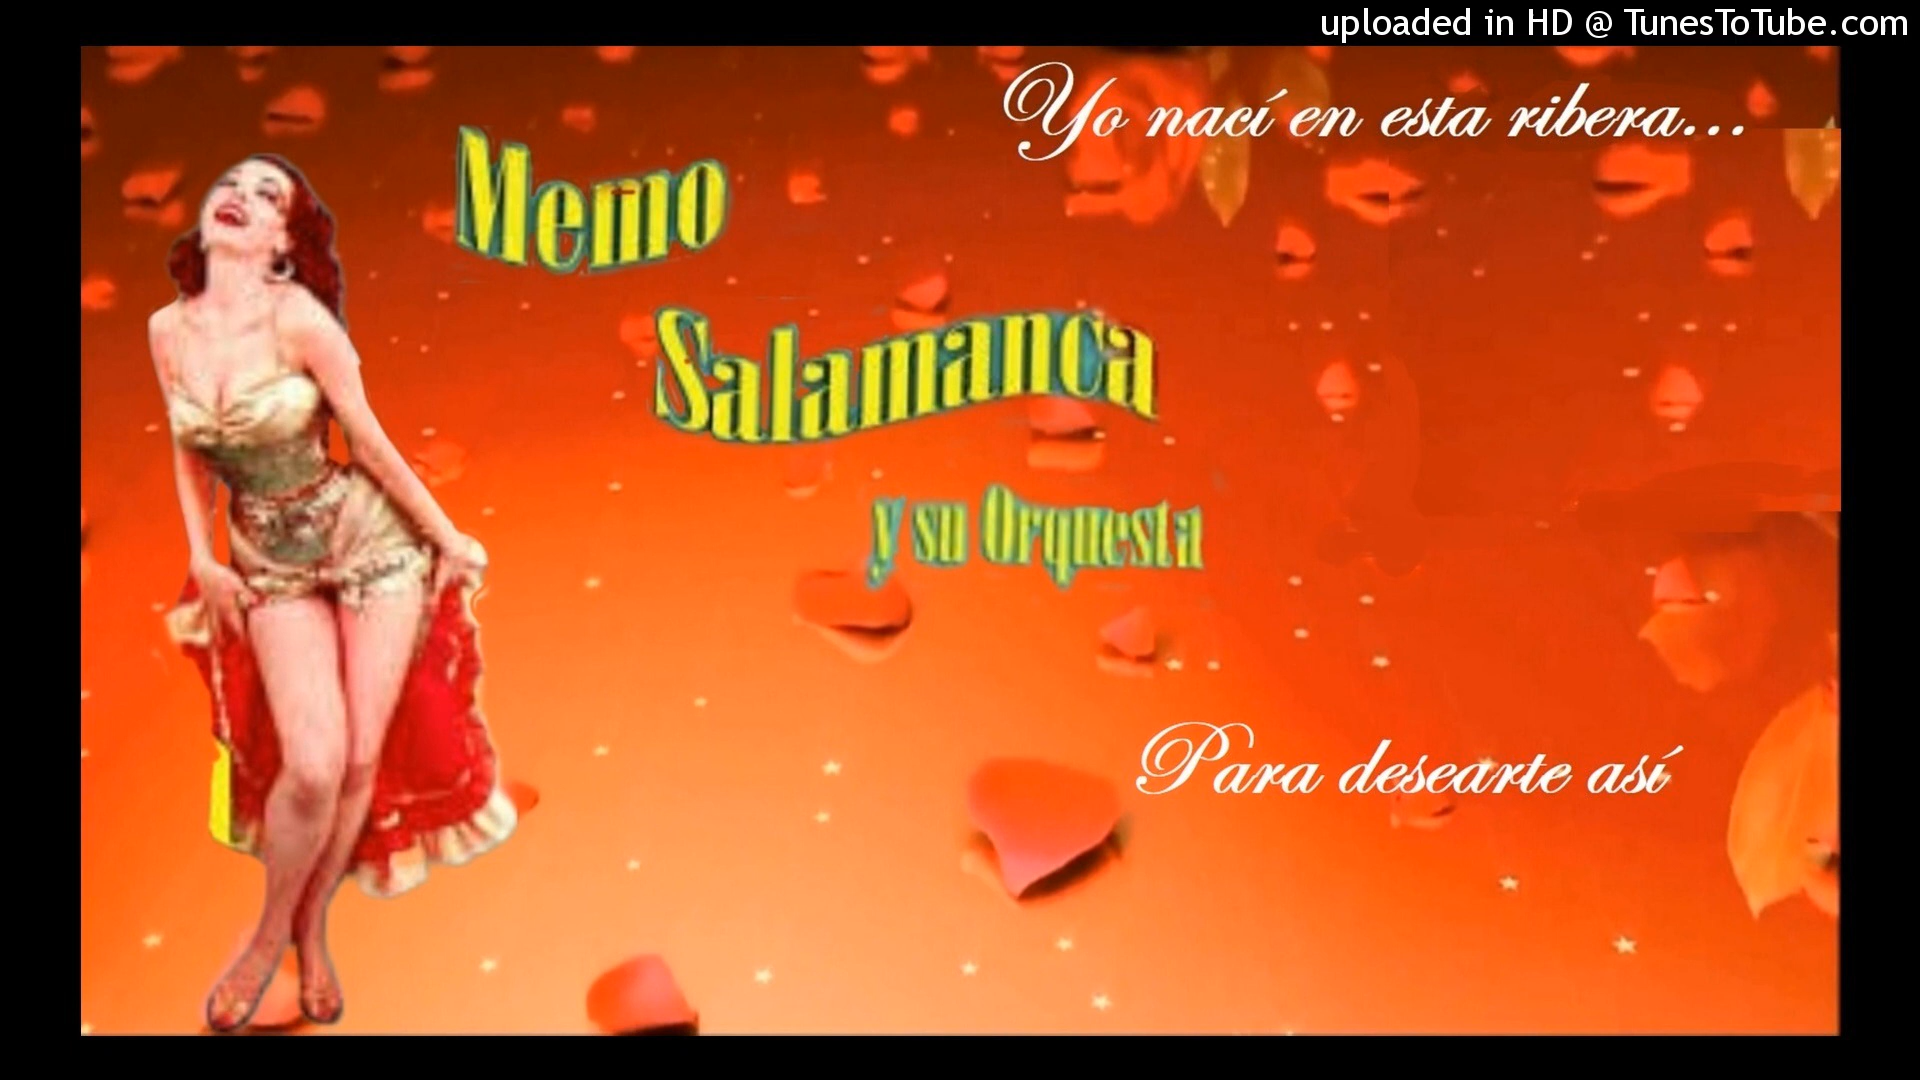 uploaded in HD @ TunesToTube.com
Yo nací en esta ribera...
Memo
Salamanca
y su Orquesta
Para desearte así